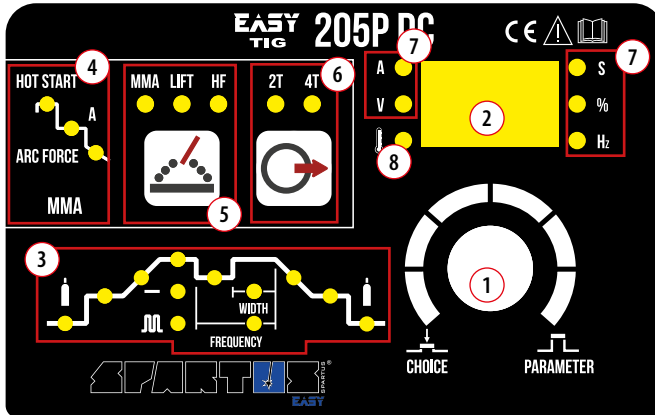 EASY
TIG 205P DC
CE
4
HOT START
A
ARC FORCE
MMA
MMA LIFT HF
5
6
2T 4T
7
A
V
8
2
7
S
%
Hz
3
WIDTH
FREQUENCY
1
CHOICE
PARAMETER
SPARTUS®
SPARTUS
EASY